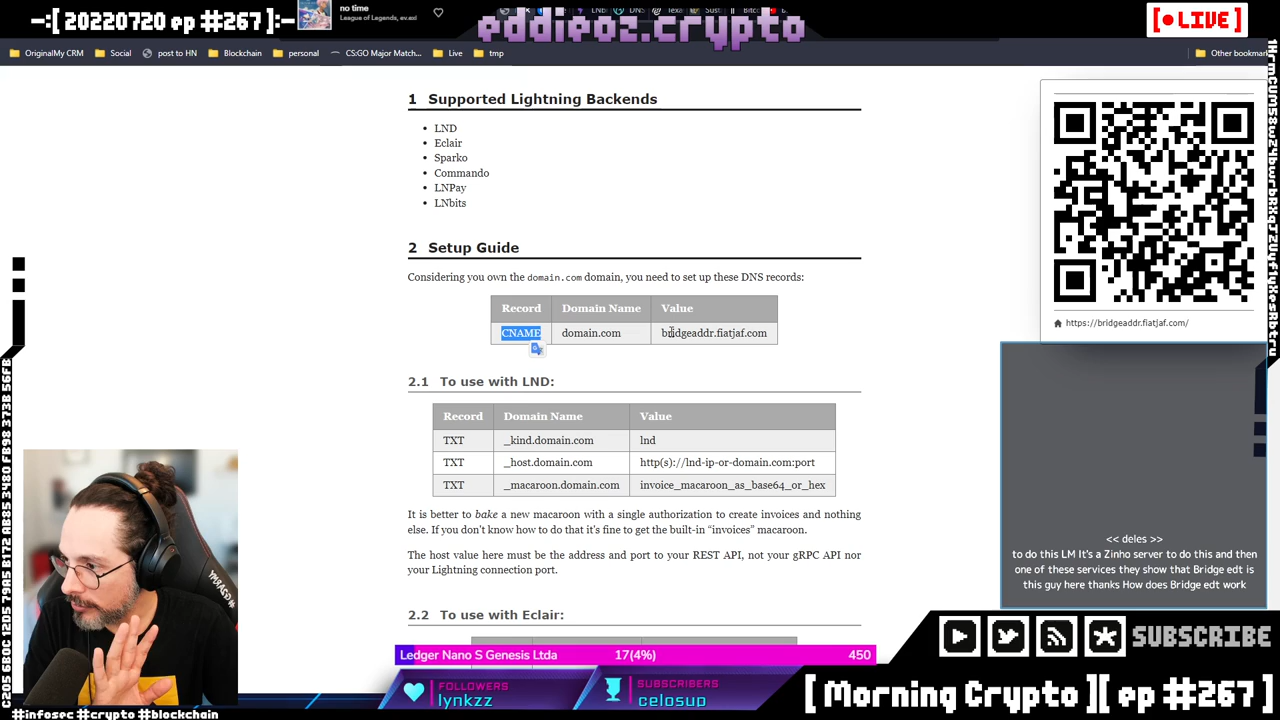 -:[ 20220720 ep #267 ]:-
no time
League of Legends, ev.exi
eddieoz.crypto
[ LIVE ]
OriginalMy CRM
Social
post to HN
Blockchain
personal
CS:GO Major Match...
Live
tmp
Other bookmar
1 Supported Lightning Backends
• LND
• Eclair
• Sparko
• Commando
• LNPay
• LNbits
2 Setup Guide
Considering you own the domain.com domain, you need to set up these DNS records:
Record Domain Name Value
CNAME domain.com bridgeaddr.fiatjaf.com
2.1 To use with LND:
Record Domain Name Value
TXT _kind.domain.com lnd
TXT _host.domain.com http(s)://lnd-ip-or-domain.com:port
TXT _macaroon.domain.com invoice_macaroon_as_base64_or_hex
It is better to bake a new macaroon with a single authorization to create invoices and nothing
else. If you don't know how to do that it's fine to get the built-in “invoices” macaroon.
The host value here must be the address and port to your REST API, not your gRPC API nor
your Lightning connection port.
2.2 To use with Eclair:
https://bridgeaddr.fiatjaf.com/
<< deles >>
to do this LM It's a Zinho server to do this and then
one of these services they show that Bridge edt is
this guy here thanks How does Bridge edt work
SUBSCRIBE
Ledger Nano S Genesis Ltda 17(4%) 450
FOLLOWERS
lynkzz
SUBSCRIBERS
celosup
[ Morning Crypto ][ ep #267 ]
#infosec #crypto #blockchain